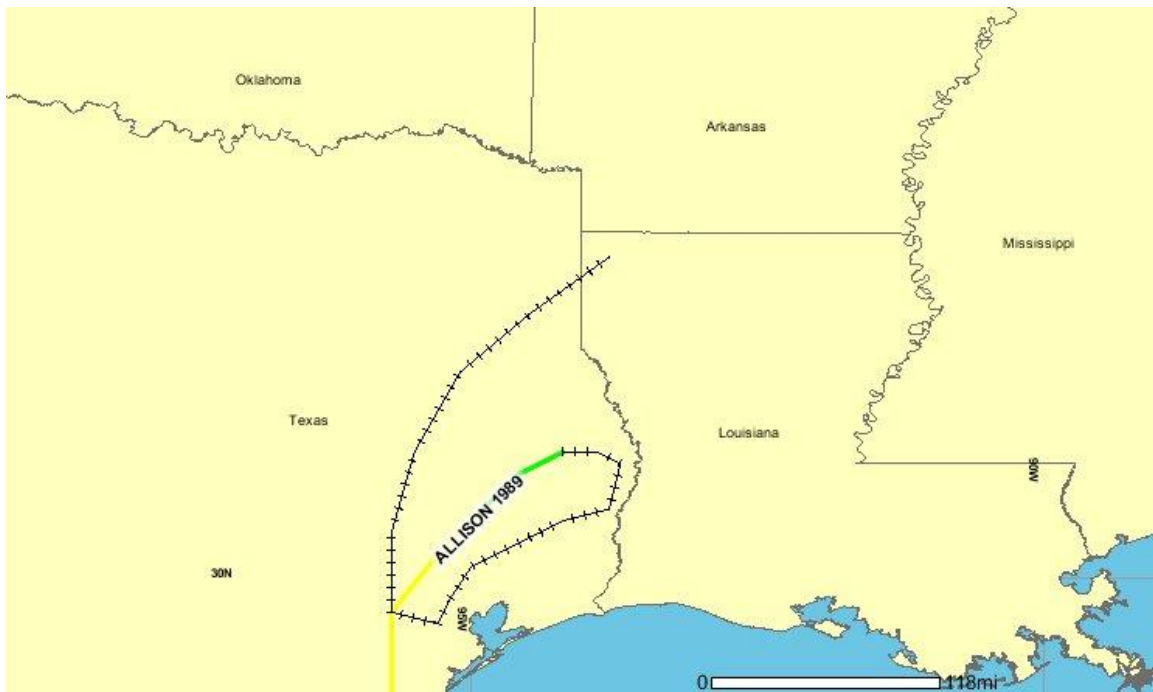 Oklahoma
Arkansas
Mississippi
Texas
Louisiana
90W
ALLISON 1989
30N
95W
0
118mi